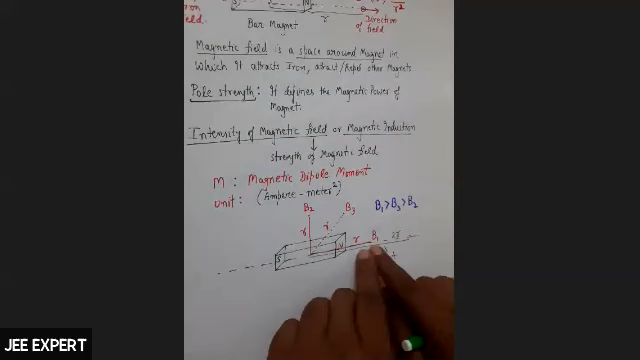 Bar Magnet
r
Direction
of field
Magnetic field is a space around Magnet in
Which It attracts Iron, atract/Repel other Magnets
Pole strength: It defines the Magnetic Power of
Magnet.
Intensity of Magnetic field or Magnetic Induction
strength of Magnetic field
M: Magnetic Dipole Moment
unit: (Ampere-meter²)
B₂ B₃ B₁>B₃>B₂
r r
S N r B₁
JEE EXPERT